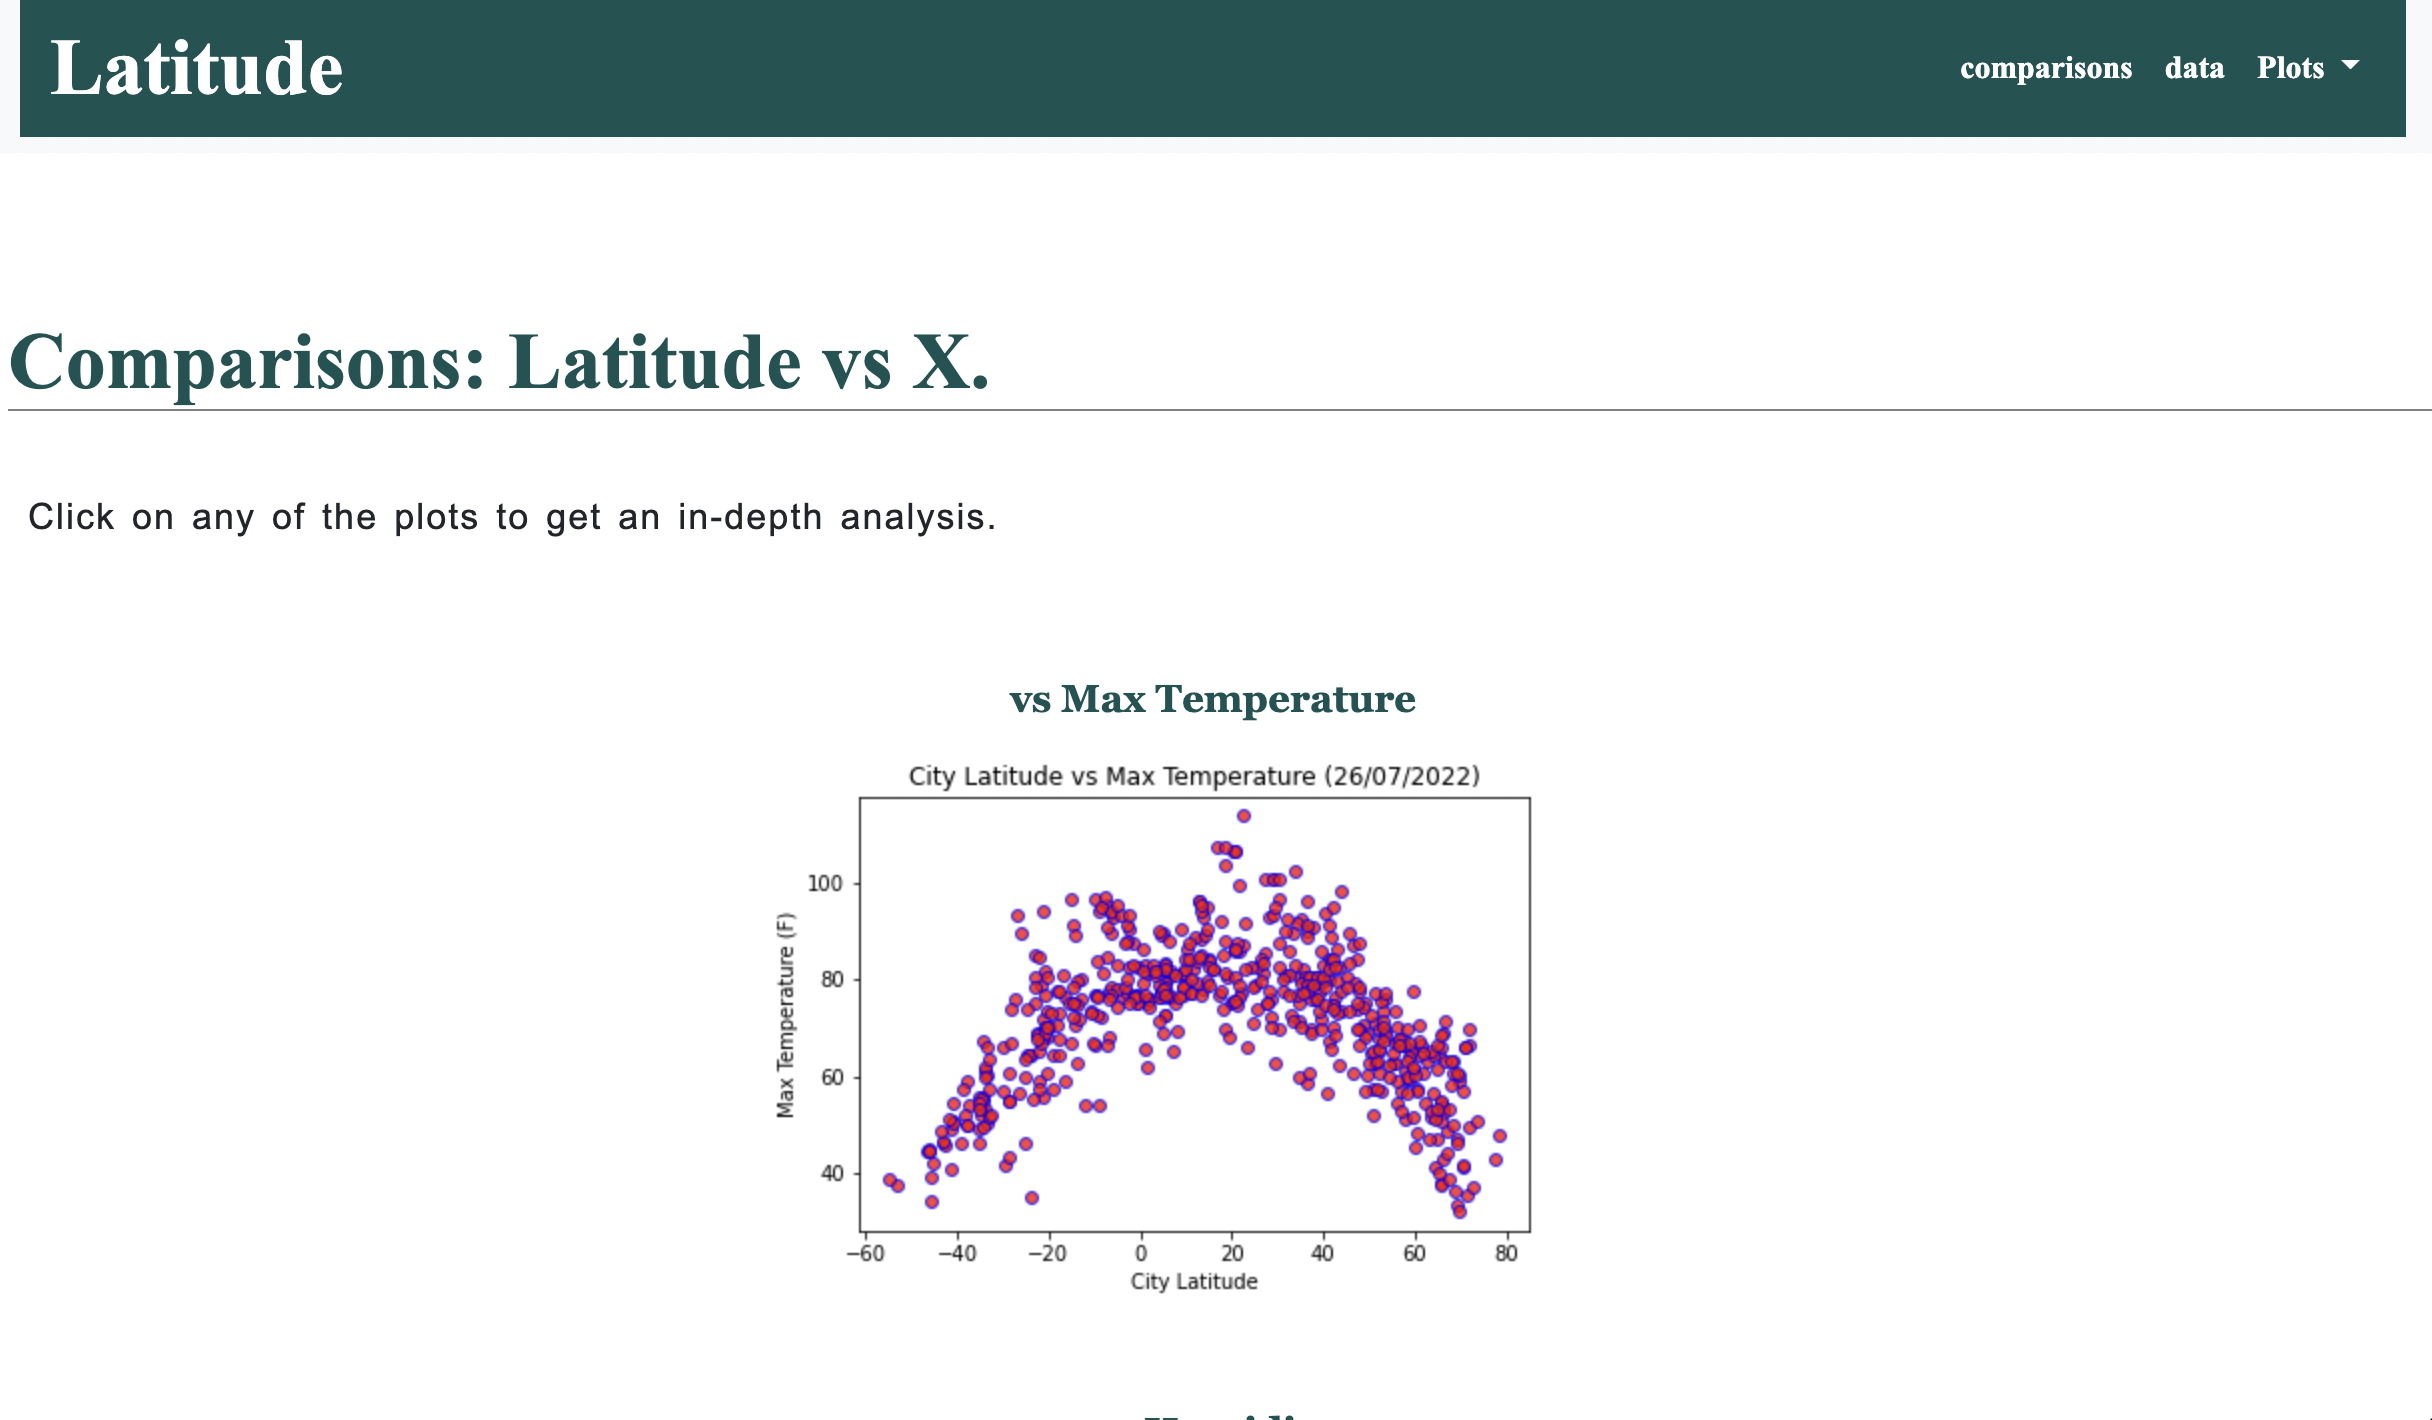 Latitude
comparisons data Plots
Comparisons: Latitude vs X.
Click on any of the plots to get an in-depth analysis.
vs Max Temperature
City Latitude vs Max Temperature (26/07/2022)
Max Temperature (F)
100
80
60
40
−60 −40 −20 0 20 40 60 80
City Latitude